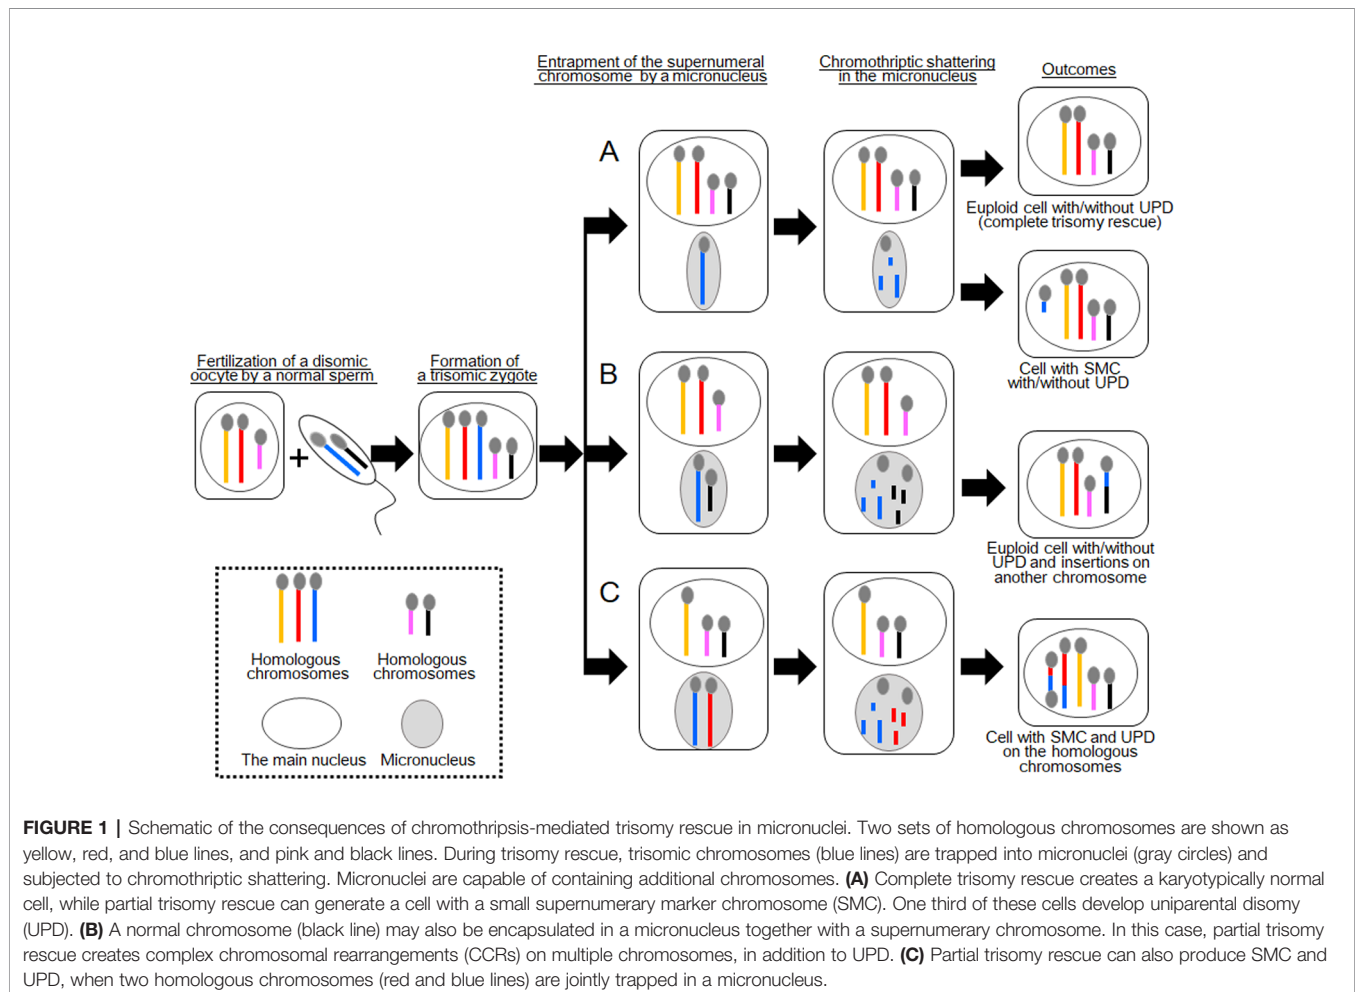 Entrapment of the supernumeral
chromosome by a micronucleus
Chromothriptic shattering
in the micronucleus
Outcomes
A
Euploid cell with/without UPD
(complete trisomy rescue)
Cell with SMC
with/without UPD
Fertilization of a disomic
oocyte by a normal sperm
Formation of
a trisomic zygote
B
+
Euploid cell with/without
UPD and insertions on
another chromosome
C
Homologous
chromosomes
Homologous
chromosomes
The main nucleus
Micronucleus
Cell with SMC and UPD
on the homologous
chromosomes
FIGURE 1 | Schematic of the consequences of chromothripsis-mediated trisomy rescue in micronuclei. Two sets of homologous chromosomes are shown as
yellow, red, and blue lines, and pink and black lines. During trisomy rescue, trisomic chromosomes (blue lines) are trapped into micronuclei (gray circles) and
subjected to chromothriptic shattering. Micronuclei are capable of containing additional chromosomes. (A) Complete trisomy rescue creates a karyotypically normal
cell, while partial trisomy rescue can generate a cell with a small supernumerary marker chromosome (SMC). One third of these cells develop uniparental disomy
(UPD). (B) A normal chromosome (black line) may also be encapsulated in a micronucleus together with a supernumerary chromosome. In this case, partial trisomy
rescue creates complex chromosomal rearrangements (CCRs) on multiple chromosomes, in addition to UPD. (C) Partial trisomy rescue can also produce SMC and
UPD, when two homologous chromosomes (red and blue lines) are jointly trapped in a micronucleus.